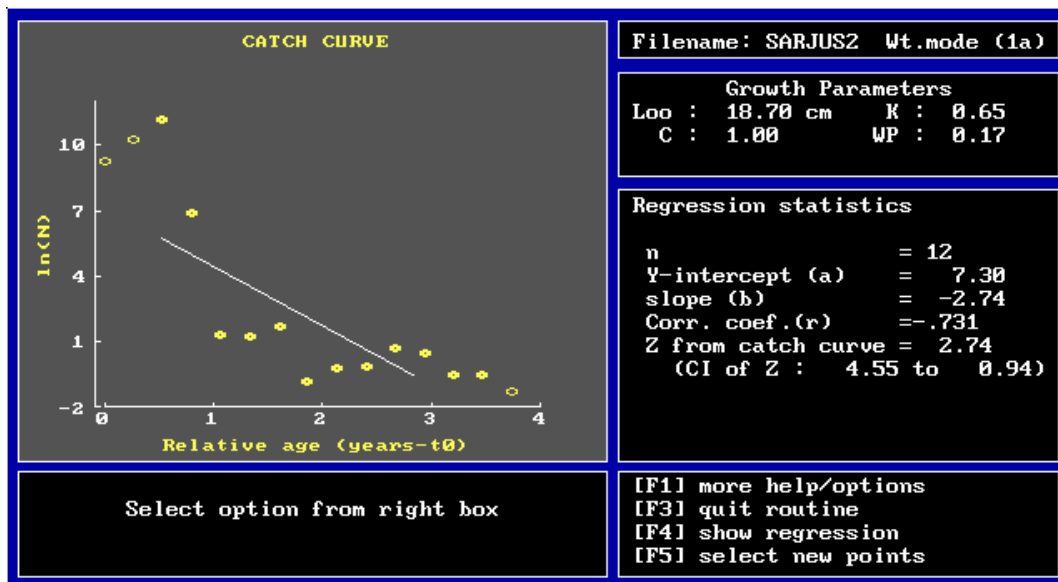 CATCH CURVE
10
7
4
1
-2
ln(N)
0 1 2 3 4
Relative age (years-t0)
Filename: SARJUS2 Wt.mode (1a)
Growth Parameters
Loo : 18.70 cm K : 0.65
C : 1.00 WP : 0.17
Regression statistics
n = 12
Y-intercept (a) = 7.30
slope (b) = -2.74
Corr. coef.(r) =-.731
Z from catch curve = 2.74
(CI of Z : 4.55 to 0.94)
Select option from right box
[F1] more help/options
[F3] quit routine
[F4] show regression
[F5] select new points